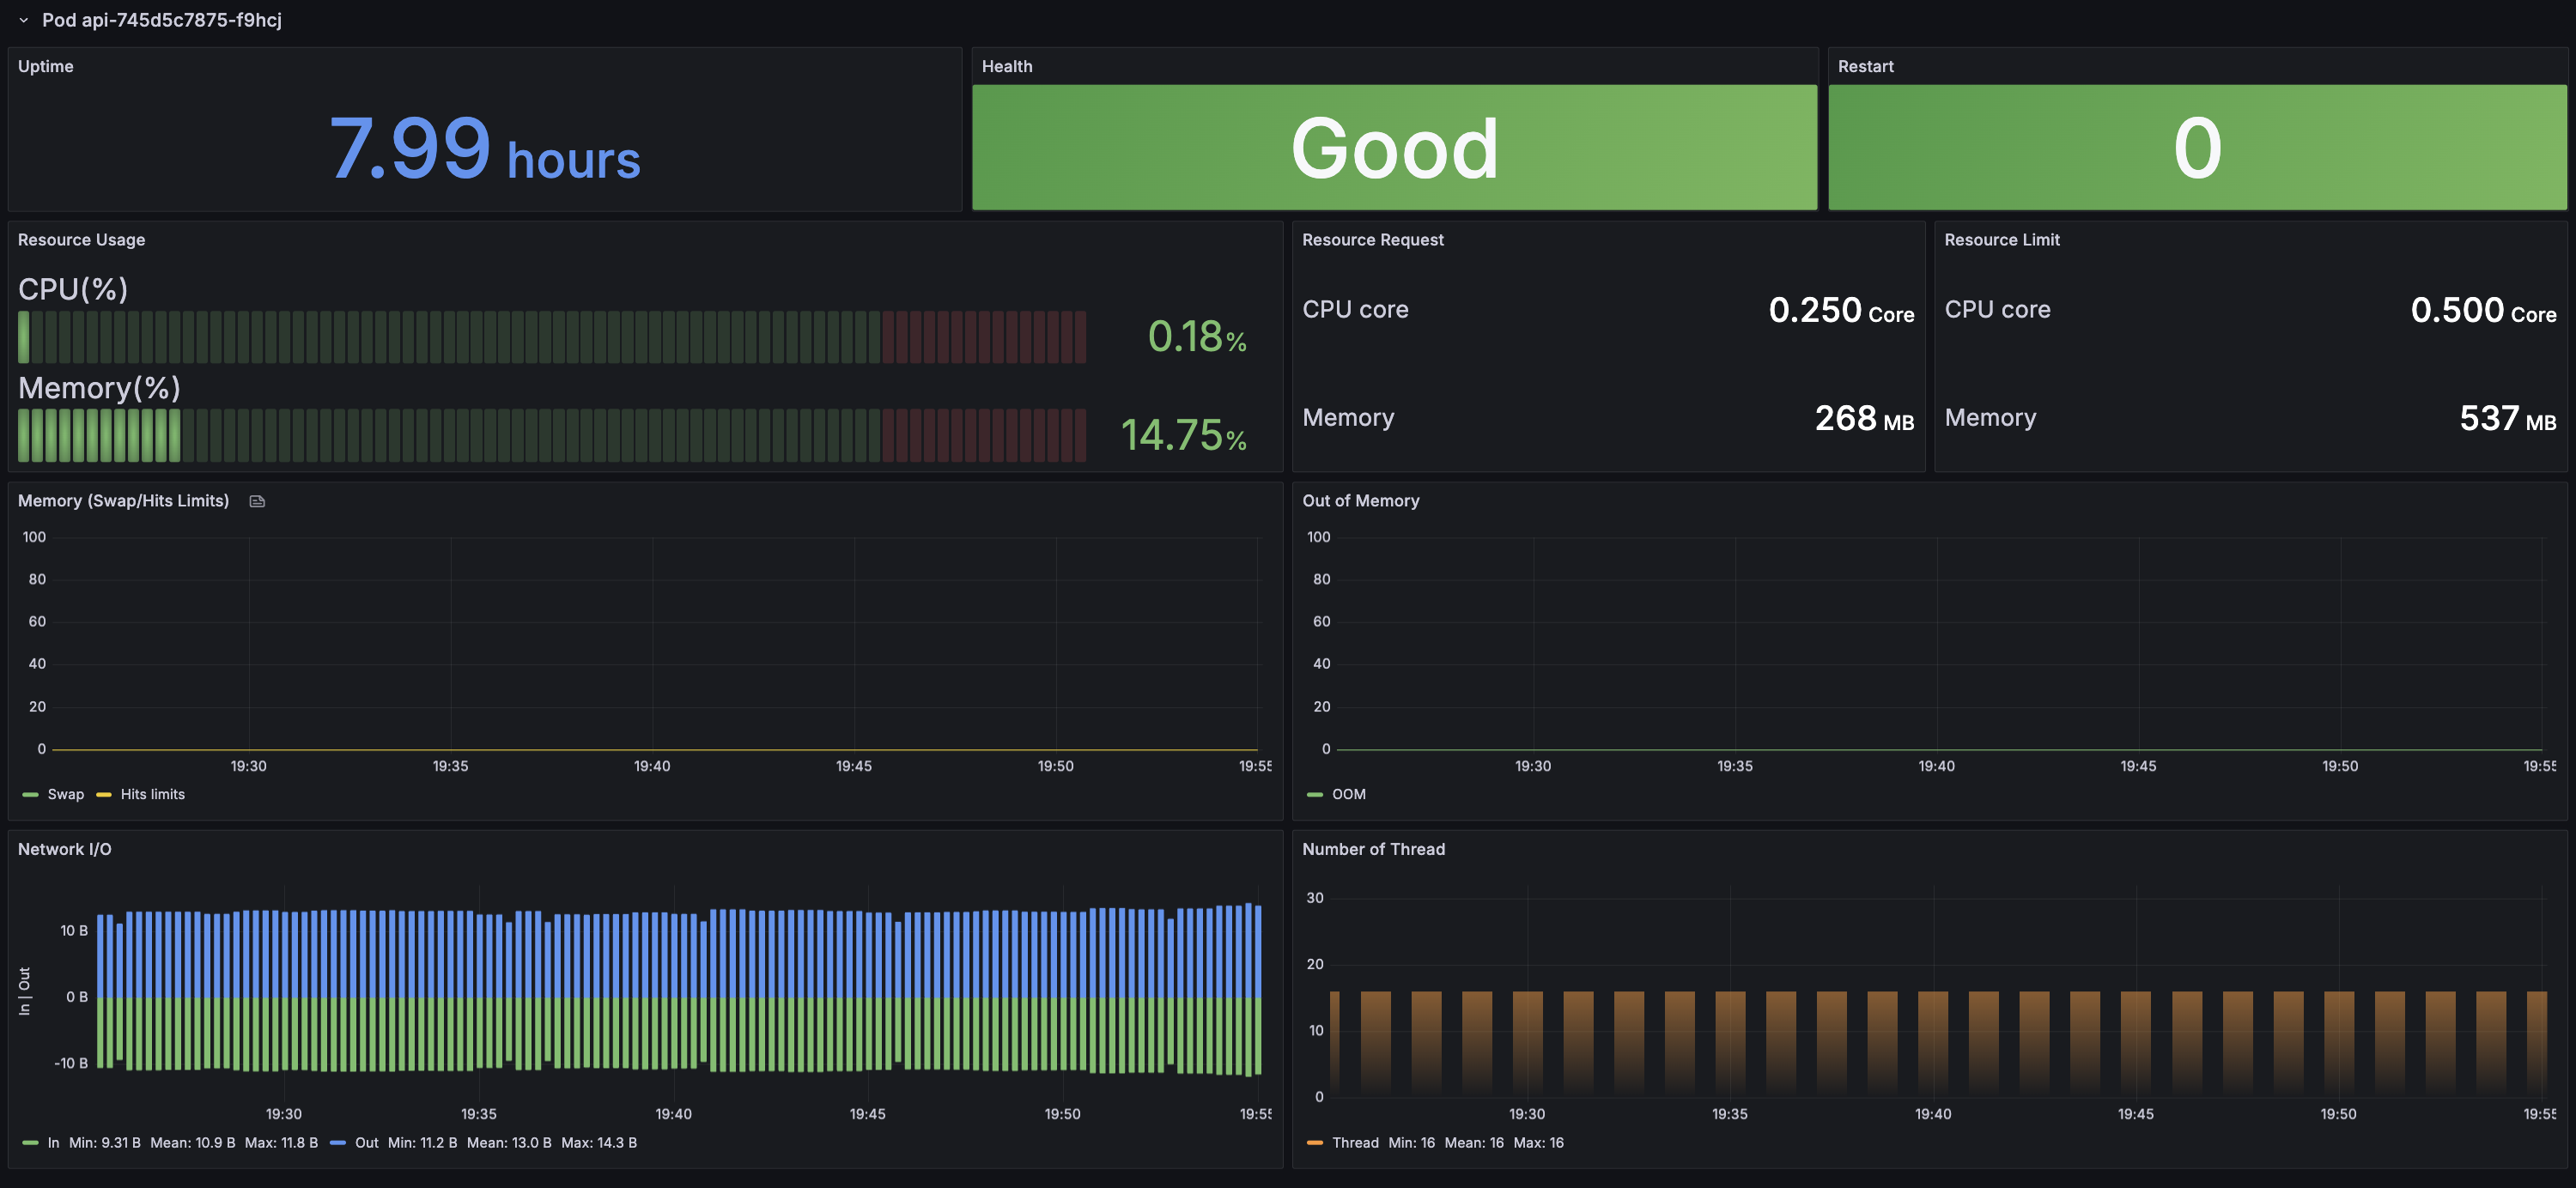 Pod api-745d5c7875-f9hcj
Uptime
7.99 hours
Health
Good
Restart
0
Resource Usage
CPU(%)
0.18%
Memory(%)
14.75%
Resource Request
CPU core 0.250 Core
Memory 268 MB
Resource Limit
CPU core 0.500 Core
Memory 537 MB
Memory (Swap/Hits Limits)
100
80
60
40
20
0
19:30 19:35 19:40 19:45 19:50 19:55
Swap Hits limits
Out of Memory
100
80
60
40
20
0
19:30 19:35 19:40 19:45 19:50 19:55
OOM
Network I/O
In | Out
10 B
0 B
-10 B
19:30 19:35 19:40 19:45 19:50 19:55
In Min: 9.31 B Mean: 10.9 B Max: 11.8 B Out Min: 11.2 B Mean: 13.0 B Max: 14.3 B
Number of Thread
30
20
10
0
19:30 19:35 19:40 19:45 19:50 19:55
Thread Min: 16 Mean: 16 Max: 16